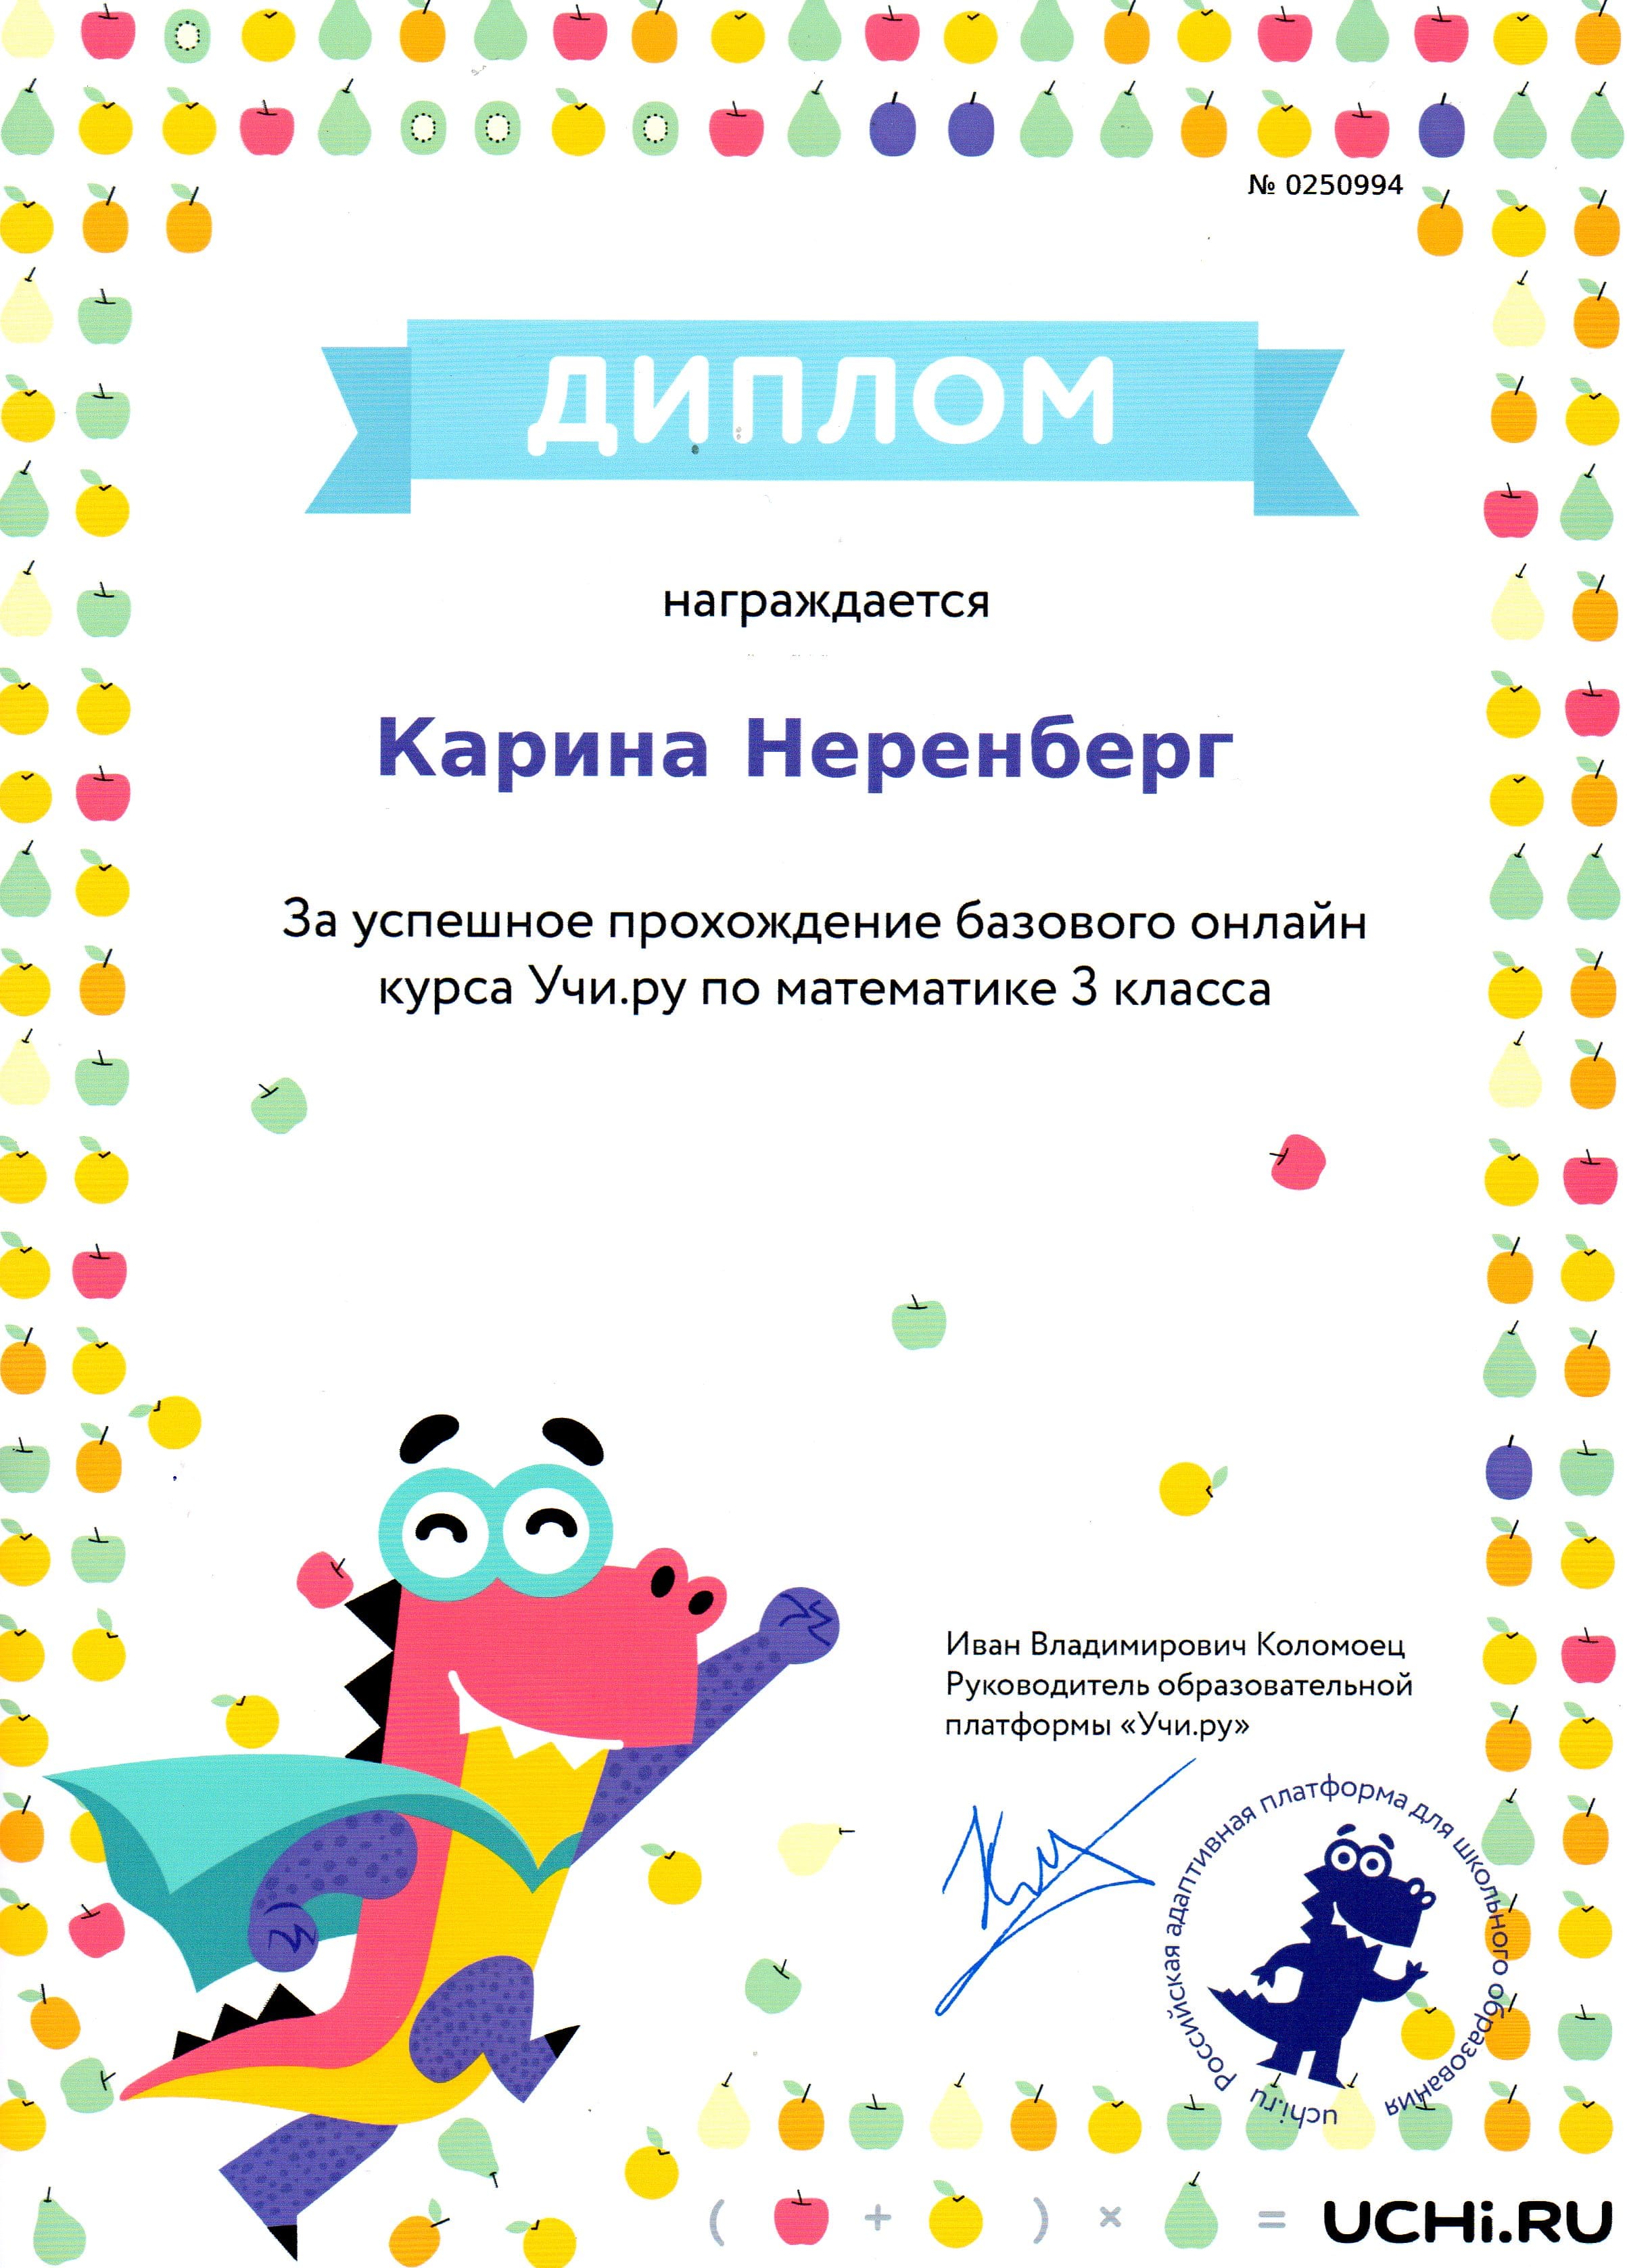 № 0250994
ДИПЛОМ
награждается
Карина Неренберг
За успешное прохождение базового онлайн
курса Учи.ру по математике 3 класса
Иван Владимирович Коломоец
Руководитель образовательной
платформы «Учи.ру»
Российская адаптивная платформа для школьного образования
uchi.ru
( + ) × = UCHi.RU